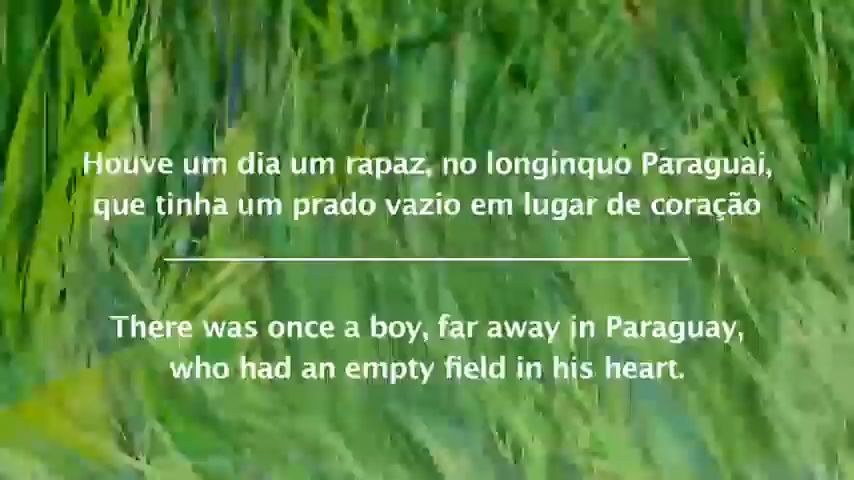 Houve um dia um rapaz, no longínquo Paraguai,
que tinha um prado vazio em lugar de coração
There was once a boy, far away in Paraguay,
who had an empty field in his heart.